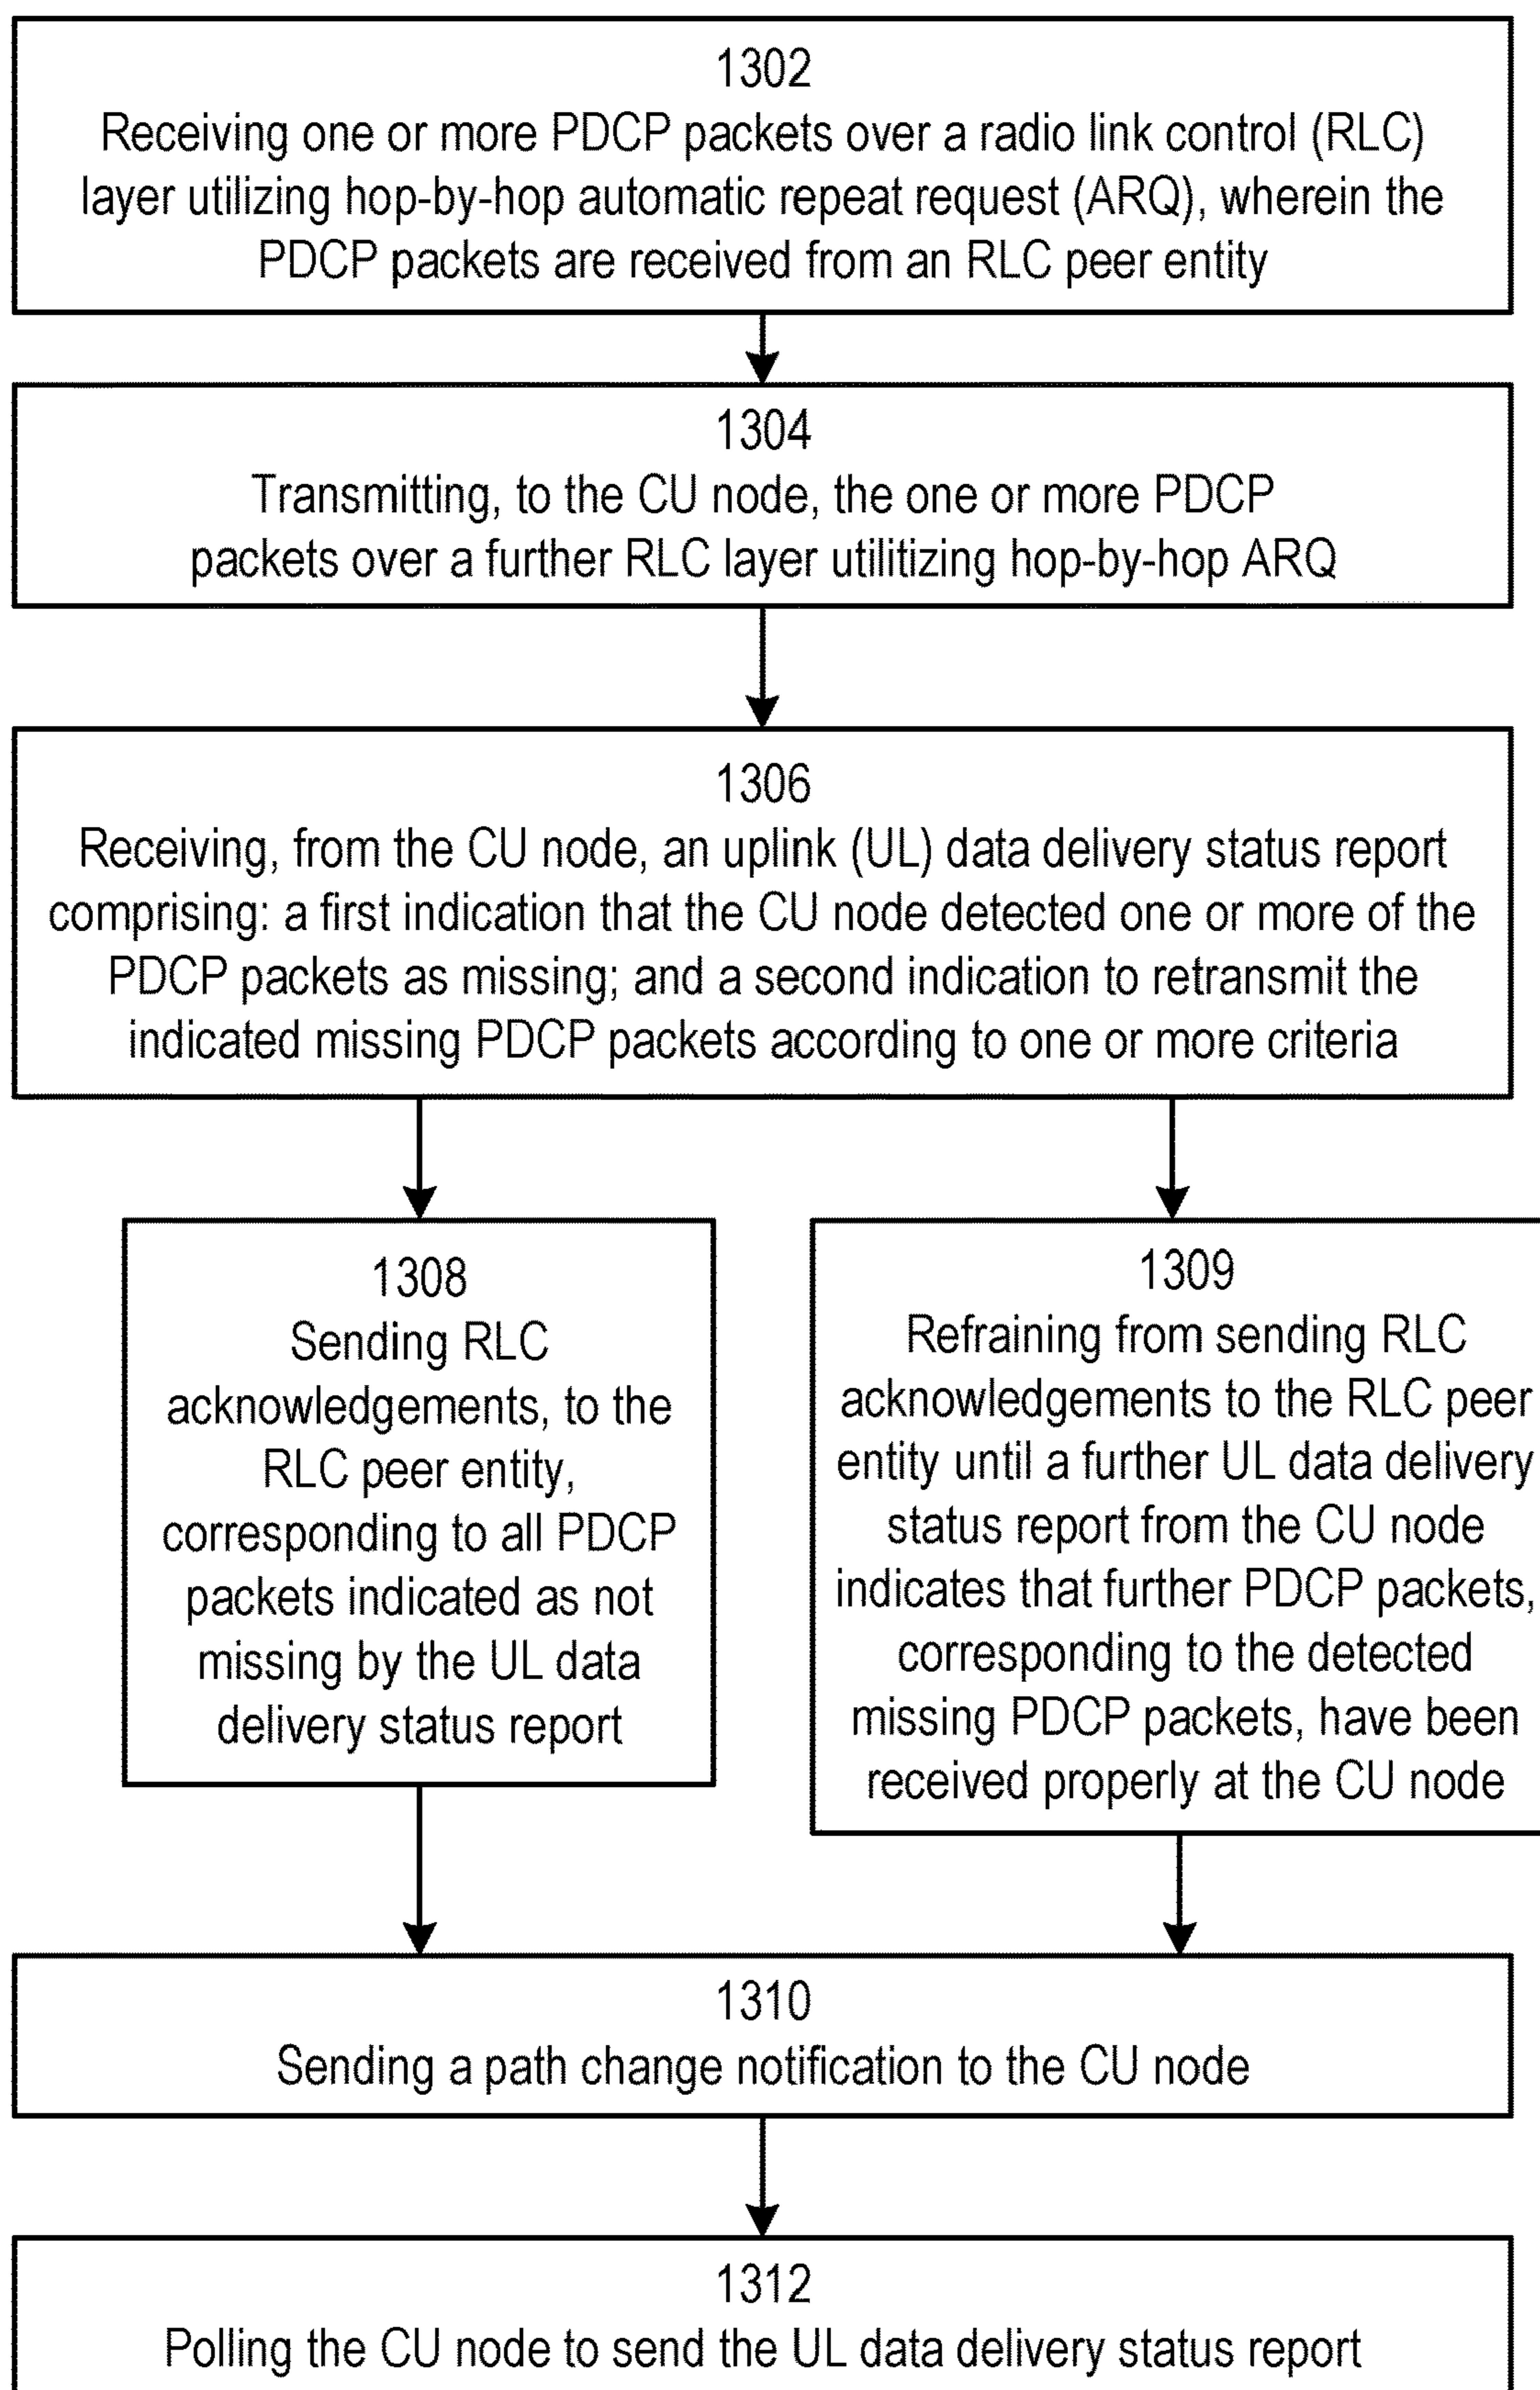 1302
Receiving one or more PDCP packets over a radio link control (RLC)
layer utilizing hop-by-hop automatic repeat request (ARQ), wherein the
PDCP packets are received from an RLC peer entity
1304
Transmitting, to the CU node, the one or more PDCP
packets over a further RLC layer utilitizing hop-by-hop ARQ
1306
Receiving, from the CU node, an uplink (UL) data delivery status report
comprising: a first indication that the CU node detected one or more of the
PDCP packets as missing; and a second indication to retransmit the
indicated missing PDCP packets according to one or more criteria
1308
Sending RLC
acknowledgements, to the
RLC peer entity,
corresponding to all PDCP
packets indicated as not
missing by the UL data
delivery status report
1309
Refraining from sending RLC
acknowledgements to the RLC peer
entity until a further UL data delivery
status report from the CU node
indicates that further PDCP packets,
corresponding to the detected
missing PDCP packets, have been
received properly at the CU node
1310
Sending a path change notification to the CU node
1312
Polling the CU node to send the UL data delivery status report